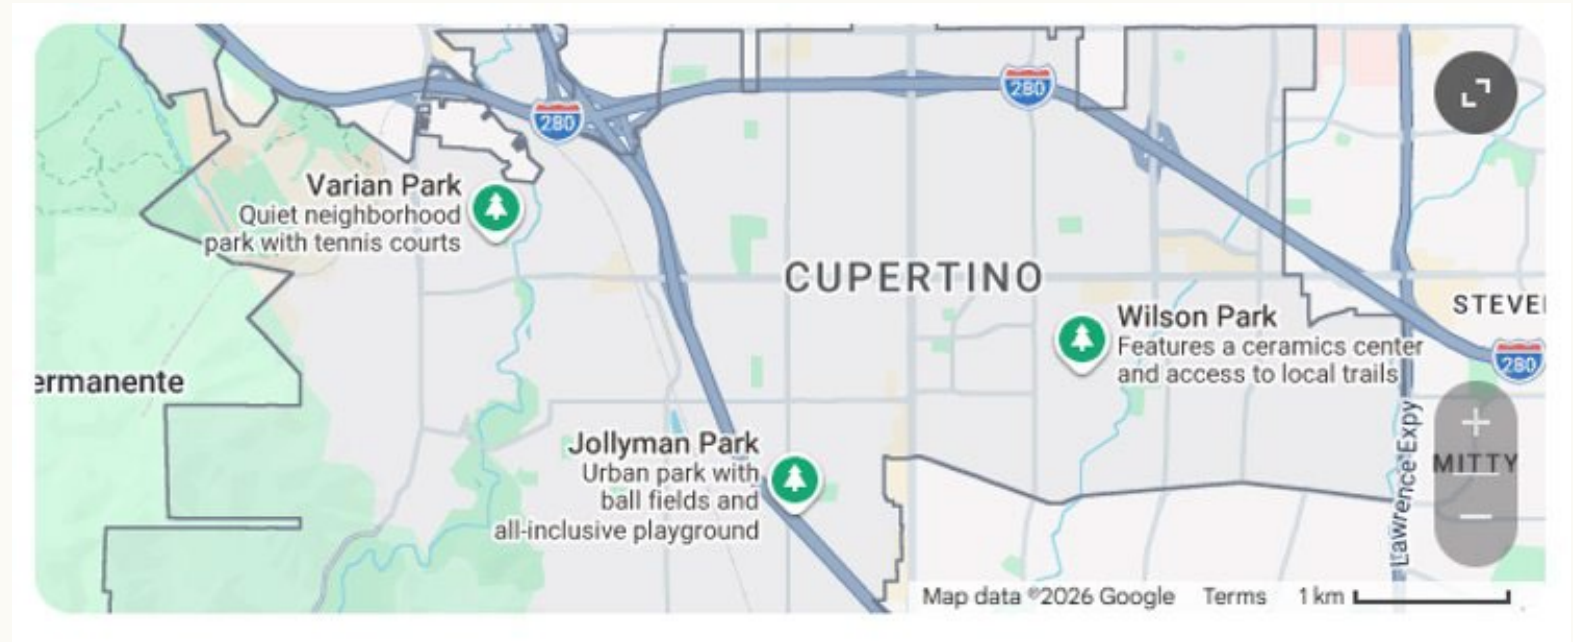 280
280
Varian Park
Quiet neighborhood
park with tennis courts
CUPERTINO
STEVE
Wilson Park
Features a ceramics center
and access to local trails
280
ermanente
Jollyman Park
Urban park with
ball fields and
all-inclusive playground
Lawrence Expy
+
MITTY
−
Map data ©2026 Google Terms 1 km